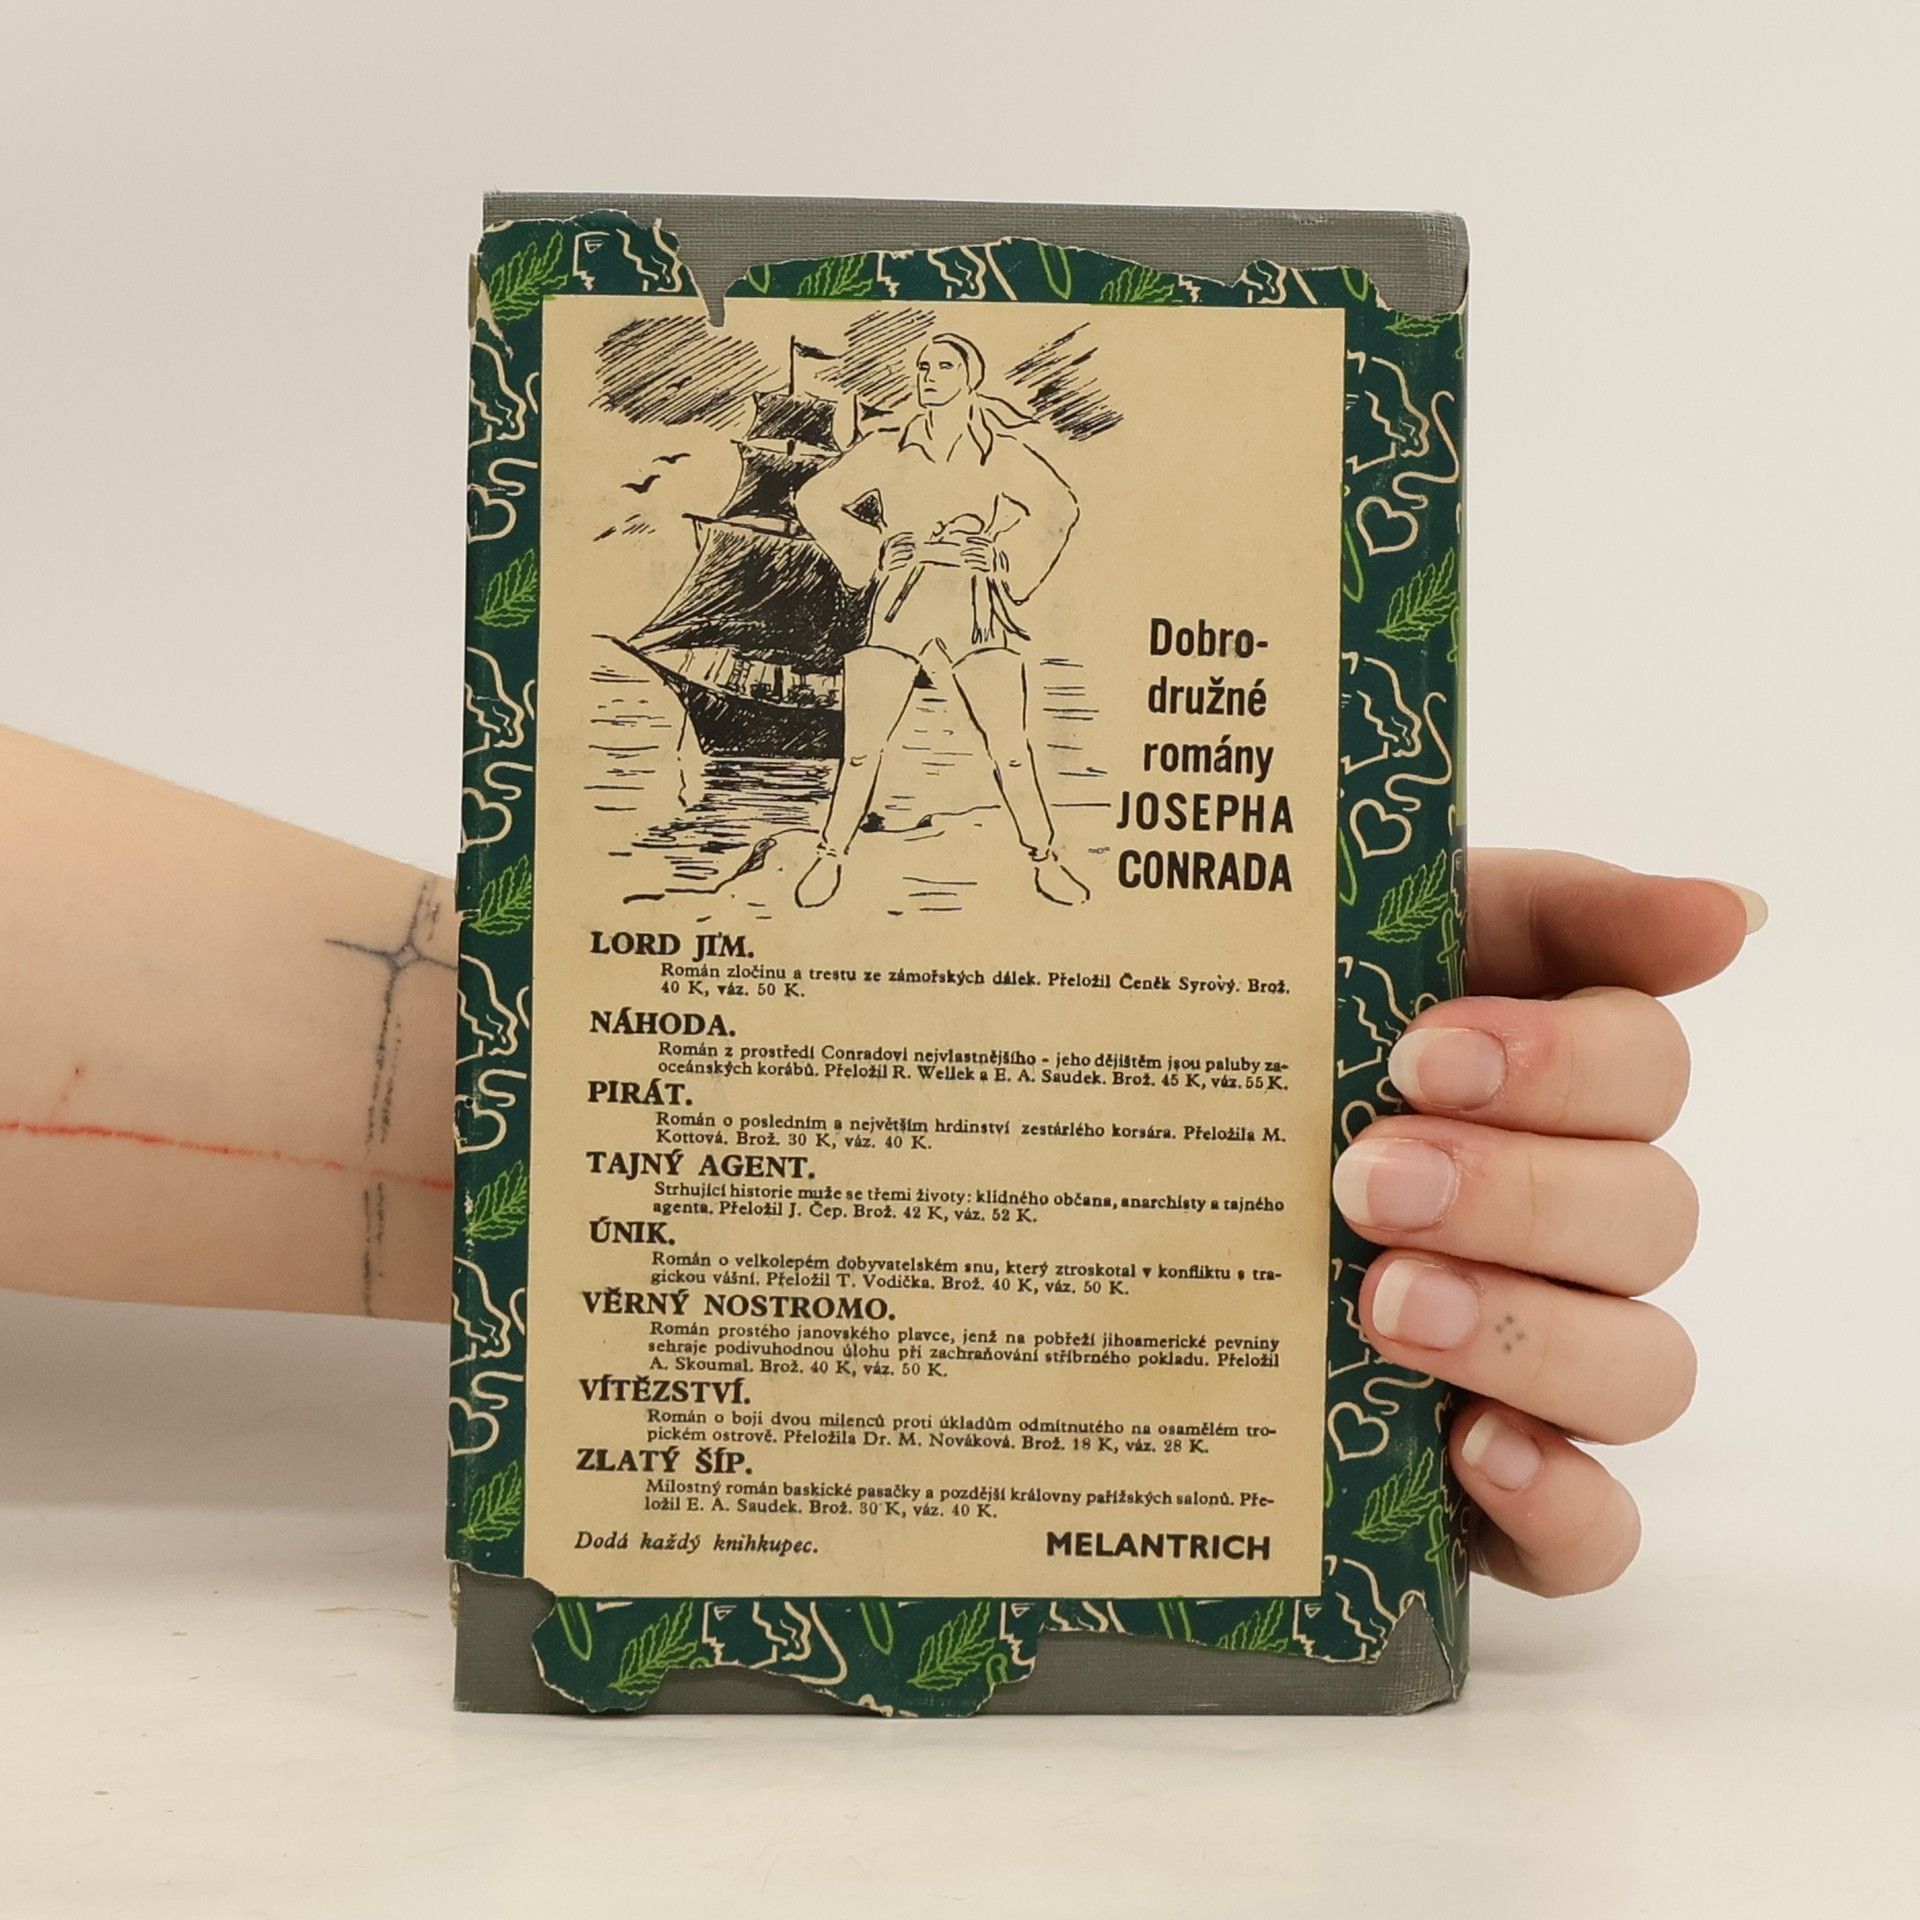 Dobro-
družné
romány
JOSEPHA
CONRADA
LORD JIM.
Román zločinu a trestu ze zámořských dálek. Přeložil Čeněk Syrový. Brož.
40 K, váz. 50 K.
NÁHODA.
Román z prostředí Conradovi nejvlastnějšího - jeho dějištěm jsou paluby za-
oceánských korábů. Přeložil R. Wellek a E. A. Saudek. Brož. 45 K, váz. 55 K.
PIRÁT.
Román o posledním a největším hrdinství zestárlého korsára. Přeložila M.
Kottová. Brož. 30 K, váz. 40 K.
TAJNÝ AGENT.
Strhující historie muže se třemi životy: klidného občana, anarchisty a tajného
agenta. Přeložil J. Čep. Brož. 42 K, váz. 52 K.
ÚNIK.
Román o velkolepém dobyvatelském snu, který ztroskotal v konfliktu s tra-
gickou vášní. Přeložil T. Vodička. Brož. 40 K, váz. 50 K.
VĚRNÝ NOSTROMO.
Román prostého janovského plavce, jenž na pobřeží jihoamerické pevniny
sehraje podivuhodnou úlohu při zachraňování stříbrného pokladu. Přeložil
A. Skoumal. Brož. 40 K, váz. 50 K.
VÍTĚZSTVÍ.
Román o boji dvou milenců proti úkladům odmítnutého na osamělém tro-
pickém ostrově. Přeložila Dr. M. Nováková. Brož. 18 K, váz. 28 K.
ZLATÝ ŠÍP.
Milostný román baskické pasačky a pozdější královny pařížských salonů. Pře-
ložil E. A. Saudek. Brož. 30 K, váz. 40 K.
Dodá každý knihkupec. MELANTRICH